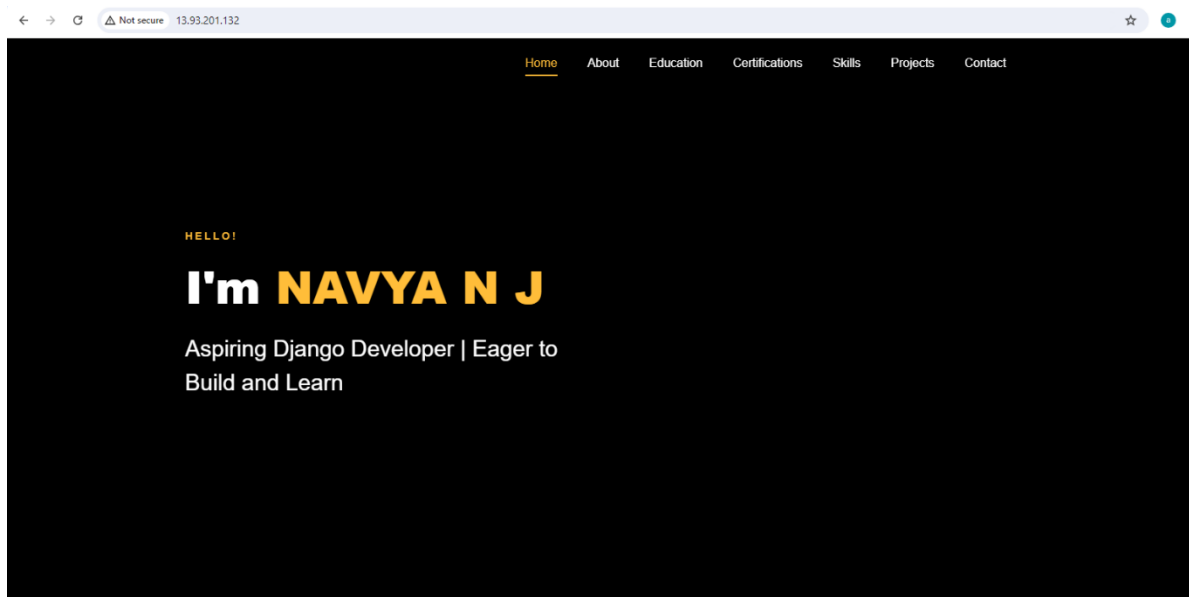 Not secure 13.93.201.132
a
Home About Education Certifications Skills Projects Contact
HELLO!
I'm NAVYA N J
Aspiring Django Developer | Eager to
Build and Learn